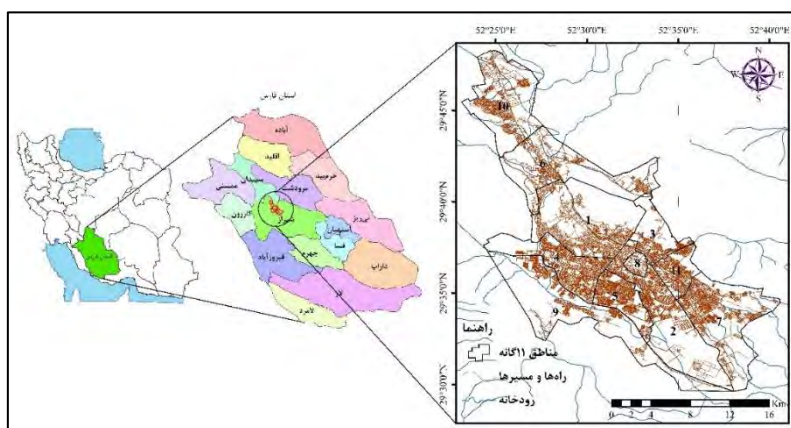 استان فارس
آباده
اقلید
خرمبید
سپیدان
ممسنی
مرودشت
نی‌ریز
کازرون
شیراز
استهبان
فسا
داراب
جهرم
فیروزآباد
لار
لامرد
52°25'0"E 52°30'0"E 52°35'0"E 52°40'0"E
29°45'0"N
29°40'0"N
29°35'0"N
29°30'0"N
N
E
S
10
6
1
3
4
8
11
5
9
2
7
راهنما
مناطق ۱۱گانه
راه‌ها و مسیرها
رودخانه
0 2 4 8 12 16
Km